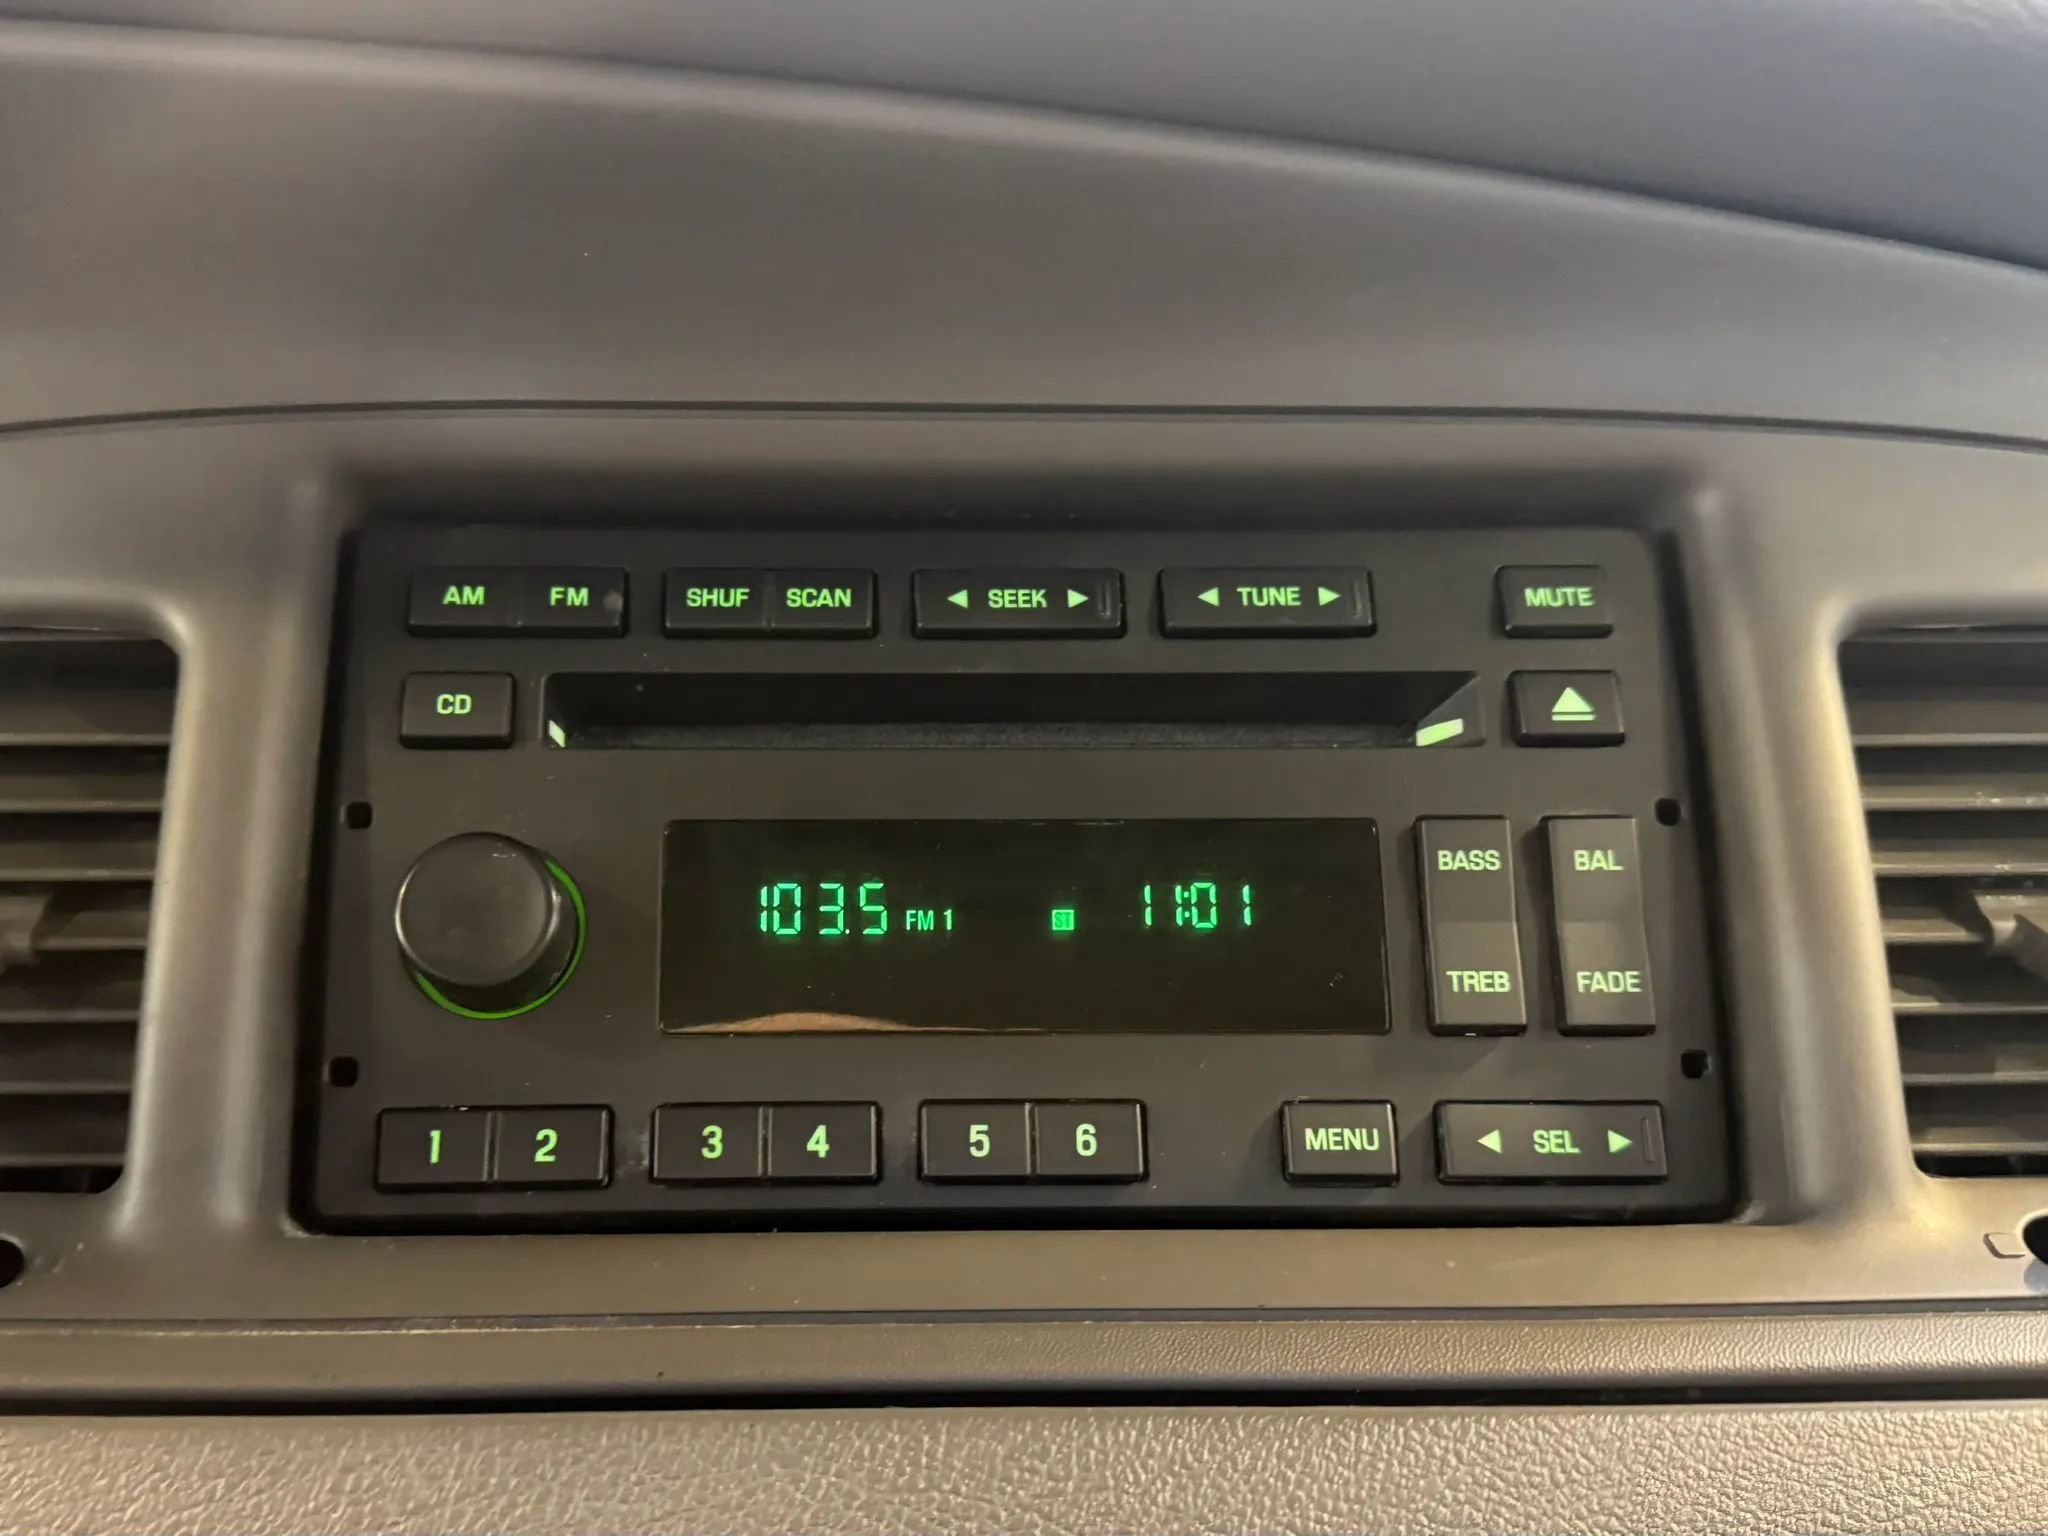 AM FM SHUF SCAN ◀ SEEK ▶ ◀ TUNE ▶ MUTE
CD
103.5 FM 1 ST 11:01
BASS BAL
TREB FADE
1 2 3 4 5 6 MENU ◀ SEL ▶